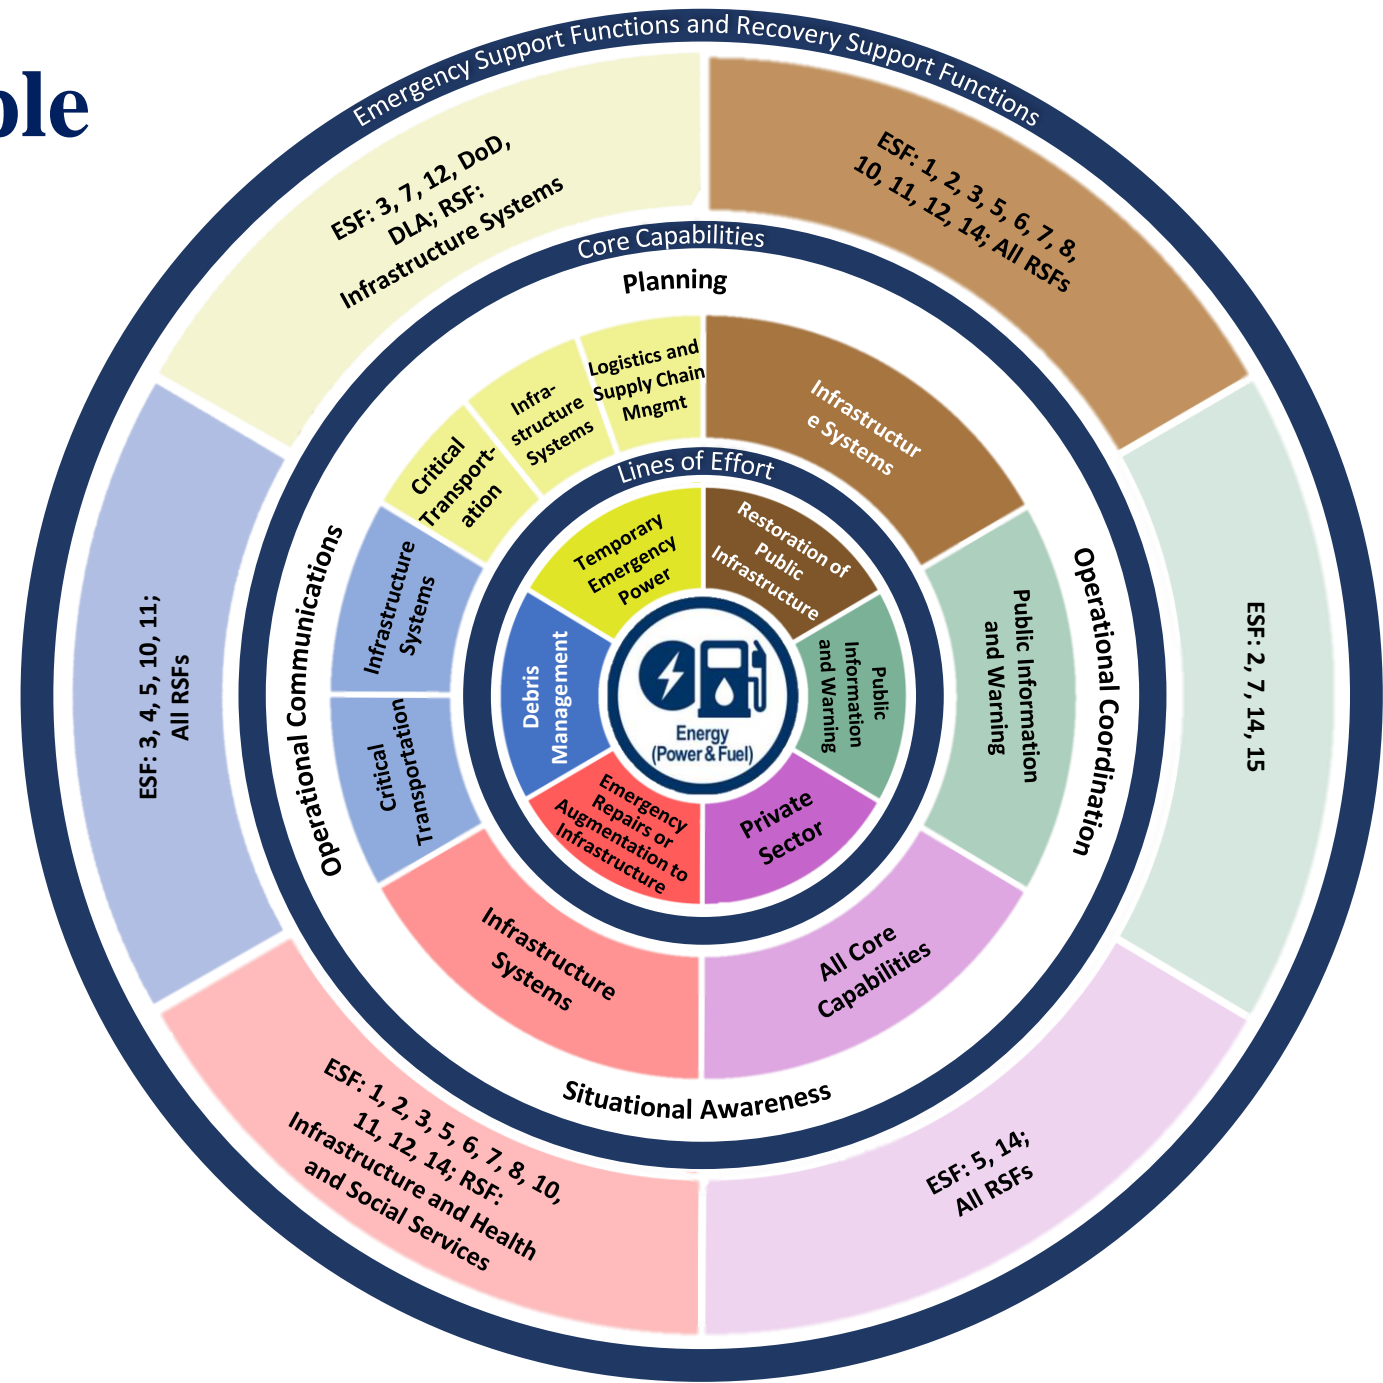 ple
Emergency Support Functions and Recovery Support Functions
ESF: 3, 7, 12, DoD,
DLA; RSF:
Infrastructure Systems
ESF: 1, 2, 3, 5, 6, 7, 8,
10, 11, 12, 14; All RSFs
ESF: 2, 7, 14, 15
ESF: 5, 14;
All RSFs
ESF: 1, 2, 3, 5, 6, 7, 8, 10,
11, 12, 14; RSF:
Infrastructure and Health
and Social Services
ESF: 3, 4, 5, 10, 11;
All RSFs
Core Capabilities
Planning
Operational Coordination
Situational Awareness
Operational Communications
Critical
Transport-
ation
Infra-
structure
Systems
Logistics and
Supply Chain
Mngmt
Infrastructur
e Systems
Public Information
and Warning
All Core
Capabilities
Infrastructure
Systems
Critical
Transportation
Infrastructure
Systems
Lines of Effort
Temporary
Emergency
Power
Restoration of
Public
Infrastructure
Public
Information
and Warning
Private
Sector
Emergency
Repairs or
Augmentation to
Infrastructure
Debris
Management
Energy
(Power & Fuel)